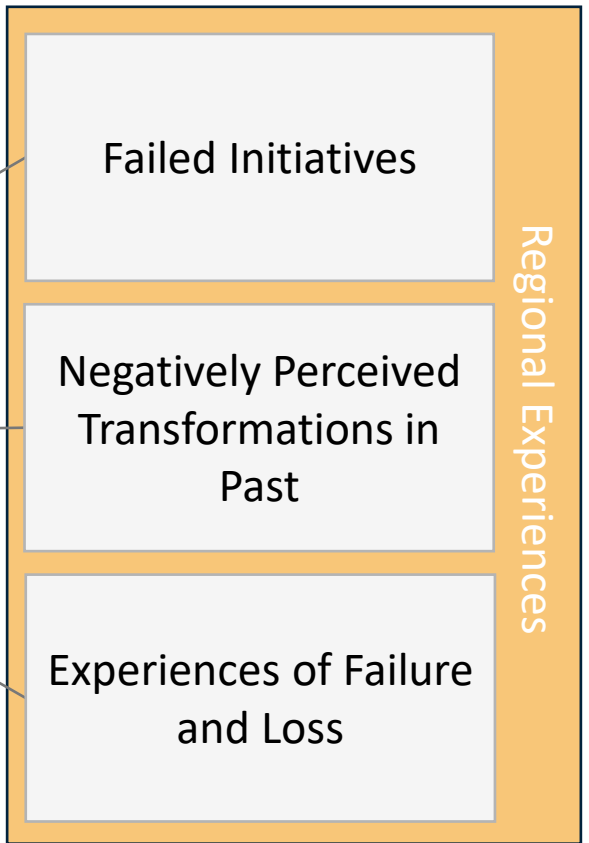 Failed Initiatives
Negatively Perceived
Transformations in
Past
Experiences of Failure
and Loss
Regional Experiences